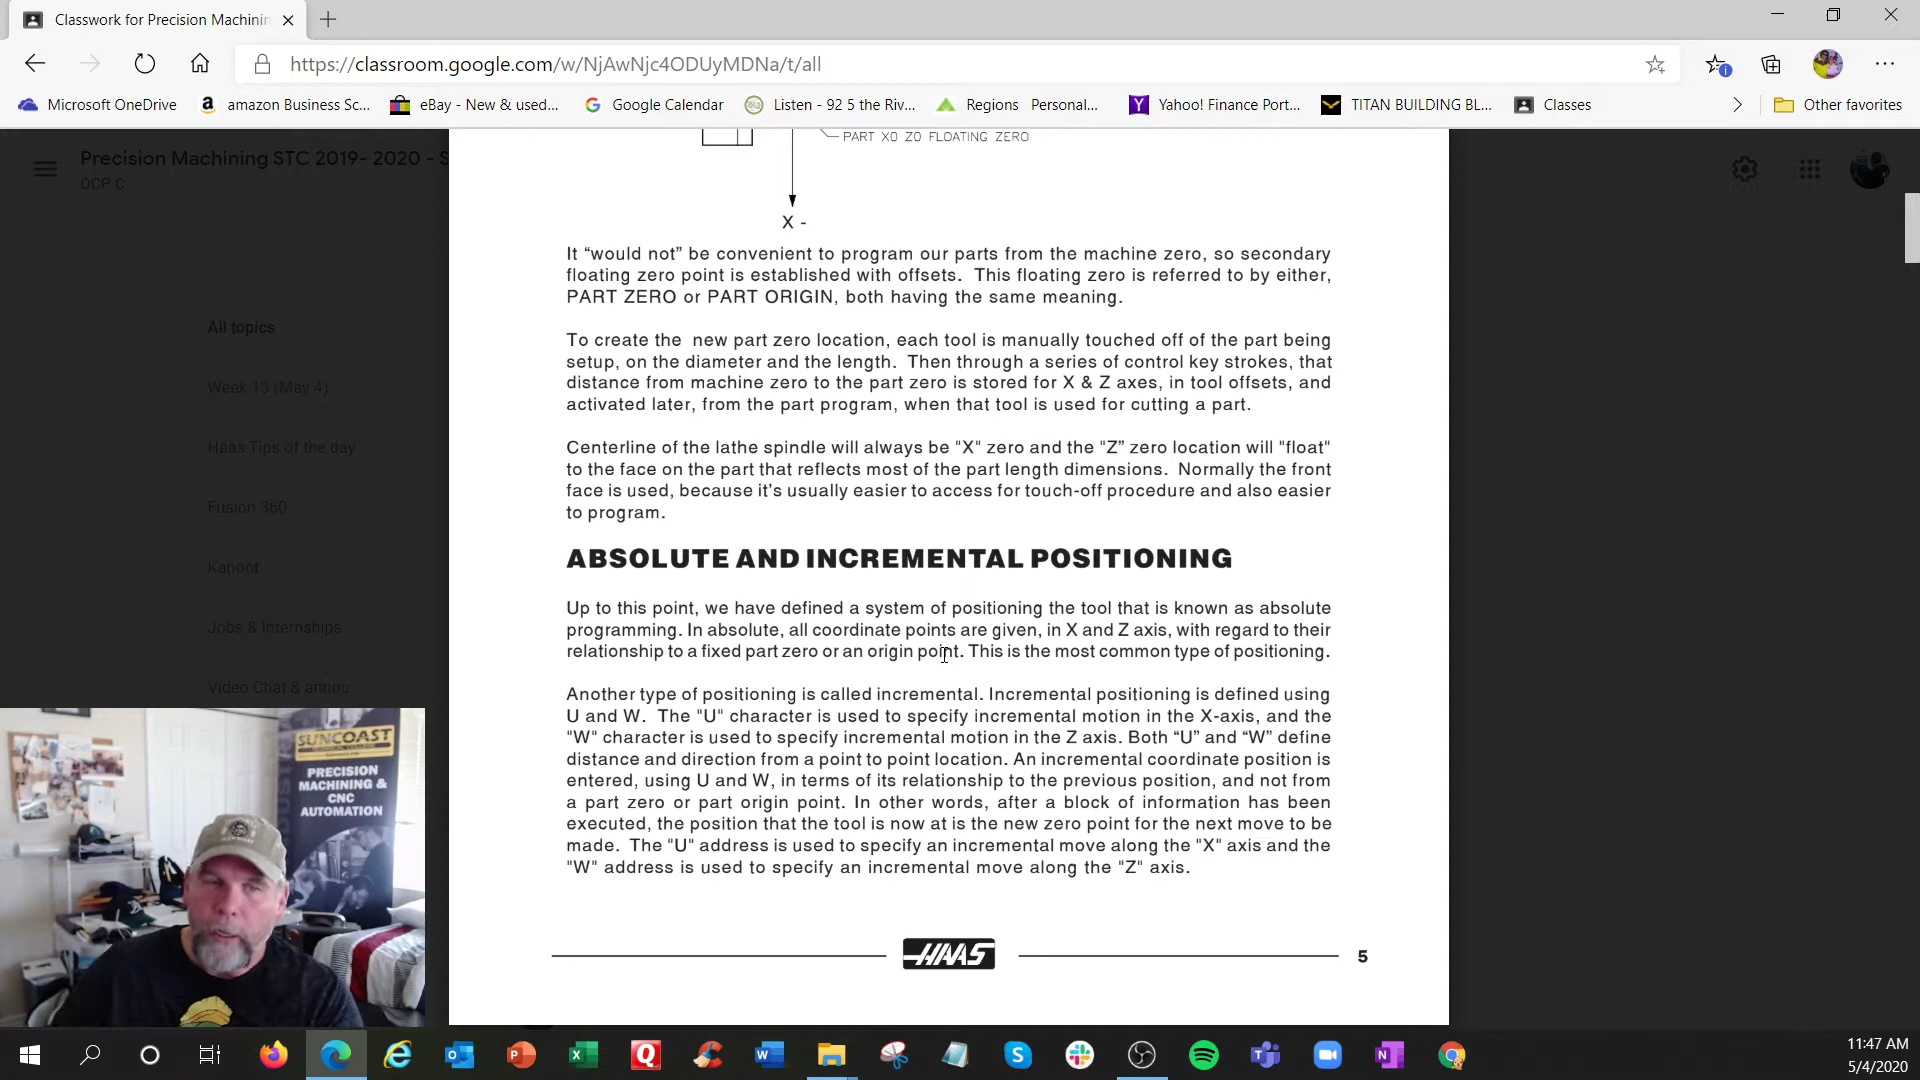 Classwork for Precision Machinin
https://classroom.google.com/w/NjAwNjc4ODUyMDNa/t/all
Microsoft OneDrive
amazon Business Sc...
eBay - New & used...
Google Calendar
Listen - 92 5 the Riv...
Regions Personal...
Yahoo! Finance Port...
TITAN BUILDING BL...
Classes
Other favorites
Precision Machining STC 2019- 2020 - S
OCP C
All topics
Week 13 (May 4)
Haas Tips of the day
Fusion 360
Kahoot
Jobs & Internships
Video Chat & annou
PART X0 Z0 FLOATING ZERO
X -
It “would not” be convenient to program our parts from the machine zero, so secondary
floating zero point is established with offsets. This floating zero is referred to by either,
PART ZERO or PART ORIGIN, both having the same meaning.
To create the new part zero location, each tool is manually touched off of the part being
setup, on the diameter and the length. Then through a series of control key strokes, that
distance from machine zero to the part zero is stored for X & Z axes, in tool offsets, and
activated later, from the part program, when that tool is used for cutting a part.
Centerline of the lathe spindle will always be "X" zero and the "Z” zero location will "float"
to the face on the part that reflects most of the part length dimensions. Normally the front
face is used, because it’s usually easier to access for touch-off procedure and also easier
to program.
ABSOLUTE AND INCREMENTAL POSITIONING
Up to this point, we have defined a system of positioning the tool that is known as absolute
programming. In absolute, all coordinate points are given, in X and Z axis, with regard to their
relationship to a fixed part zero or an origin point. This is the most common type of positioning.
Another type of positioning is called incremental. Incremental positioning is defined using
U and W. The "U" character is used to specify incremental motion in the X-axis, and the
"W" character is used to specify incremental motion in the Z axis. Both “U” and “W” define
distance and direction from a point to point location. An incremental coordinate position is
entered, using U and W, in terms of its relationship to the previous position, and not from
a part zero or part origin point. In other words, after a block of information has been
executed, the position that the tool is now at is the new zero point for the next move to be
made. The "U" address is used to specify an incremental move along the "X" axis and the
"W" address is used to specify an incremental move along the "Z" axis.
HAAS
5
SUNCOAST
PRECISION
MACHINING &
CNC
AUTOMATION
11:47 AM
5/4/2020